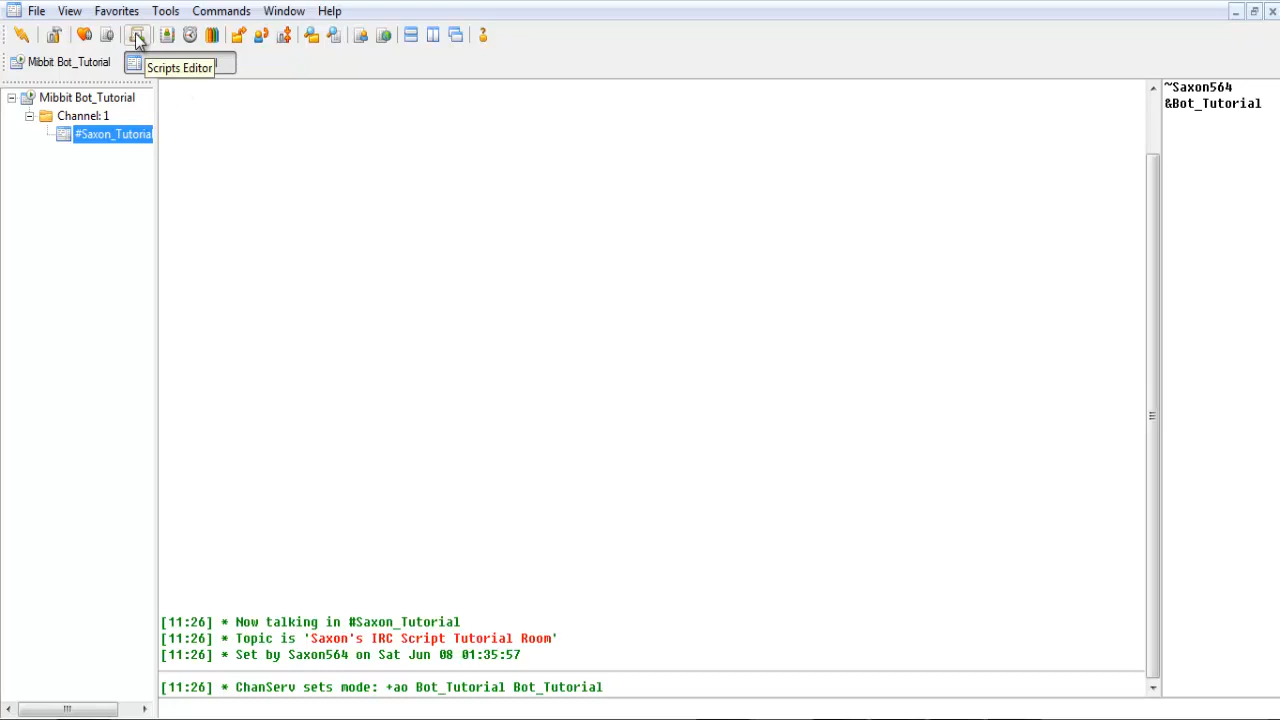 File View Favorites Tools Commands Window Help
Mibbit Bot_Tutorial
Scripts Editor
Mibbit Bot_Tutorial
Channel: 1
#Saxon_Tutorial
~Saxon564
&Bot_Tutorial
[11:26] * Now talking in #Saxon_Tutorial
[11:26] * Topic is 'Saxon's IRC Script Tutorial Room'
[11:26] * Set by Saxon564 on Sat Jun 08 01:35:57
[11:26] * ChanServ sets mode: +ao Bot_Tutorial Bot_Tutorial